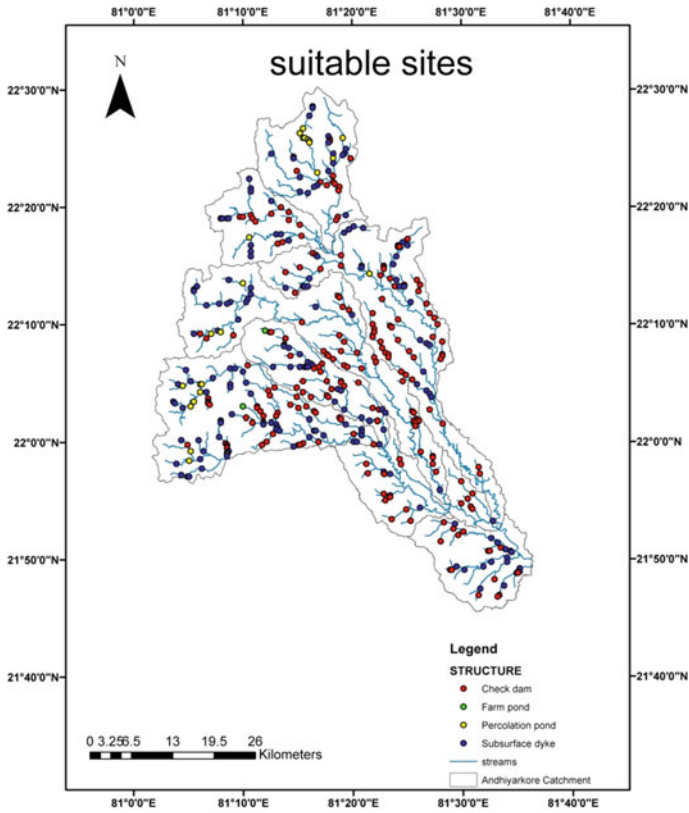 81°0'0"E 81°10'0"E 81°20'0"E 81°30'0"E 81°40'0"E
suitable sites
N
22°30'0"N 22°30'0"N
22°20'0"N 22°20'0"N
22°10'0"N 22°10'0"N
22°0'0"N 22°0'0"N
21°50'0"N 21°50'0"N
21°40'0"N 21°40'0"N
Legend
STRUCTURE
Check dam
Farm pond
Percolation pond
Subsurface dyke
streams
Andhiyarkore Catchment
0 3.25 6.5 13 19.5 26
Kilometers
81°0'0"E 81°10'0"E 81°20'0"E 81°30'0"E 81°40'0"E